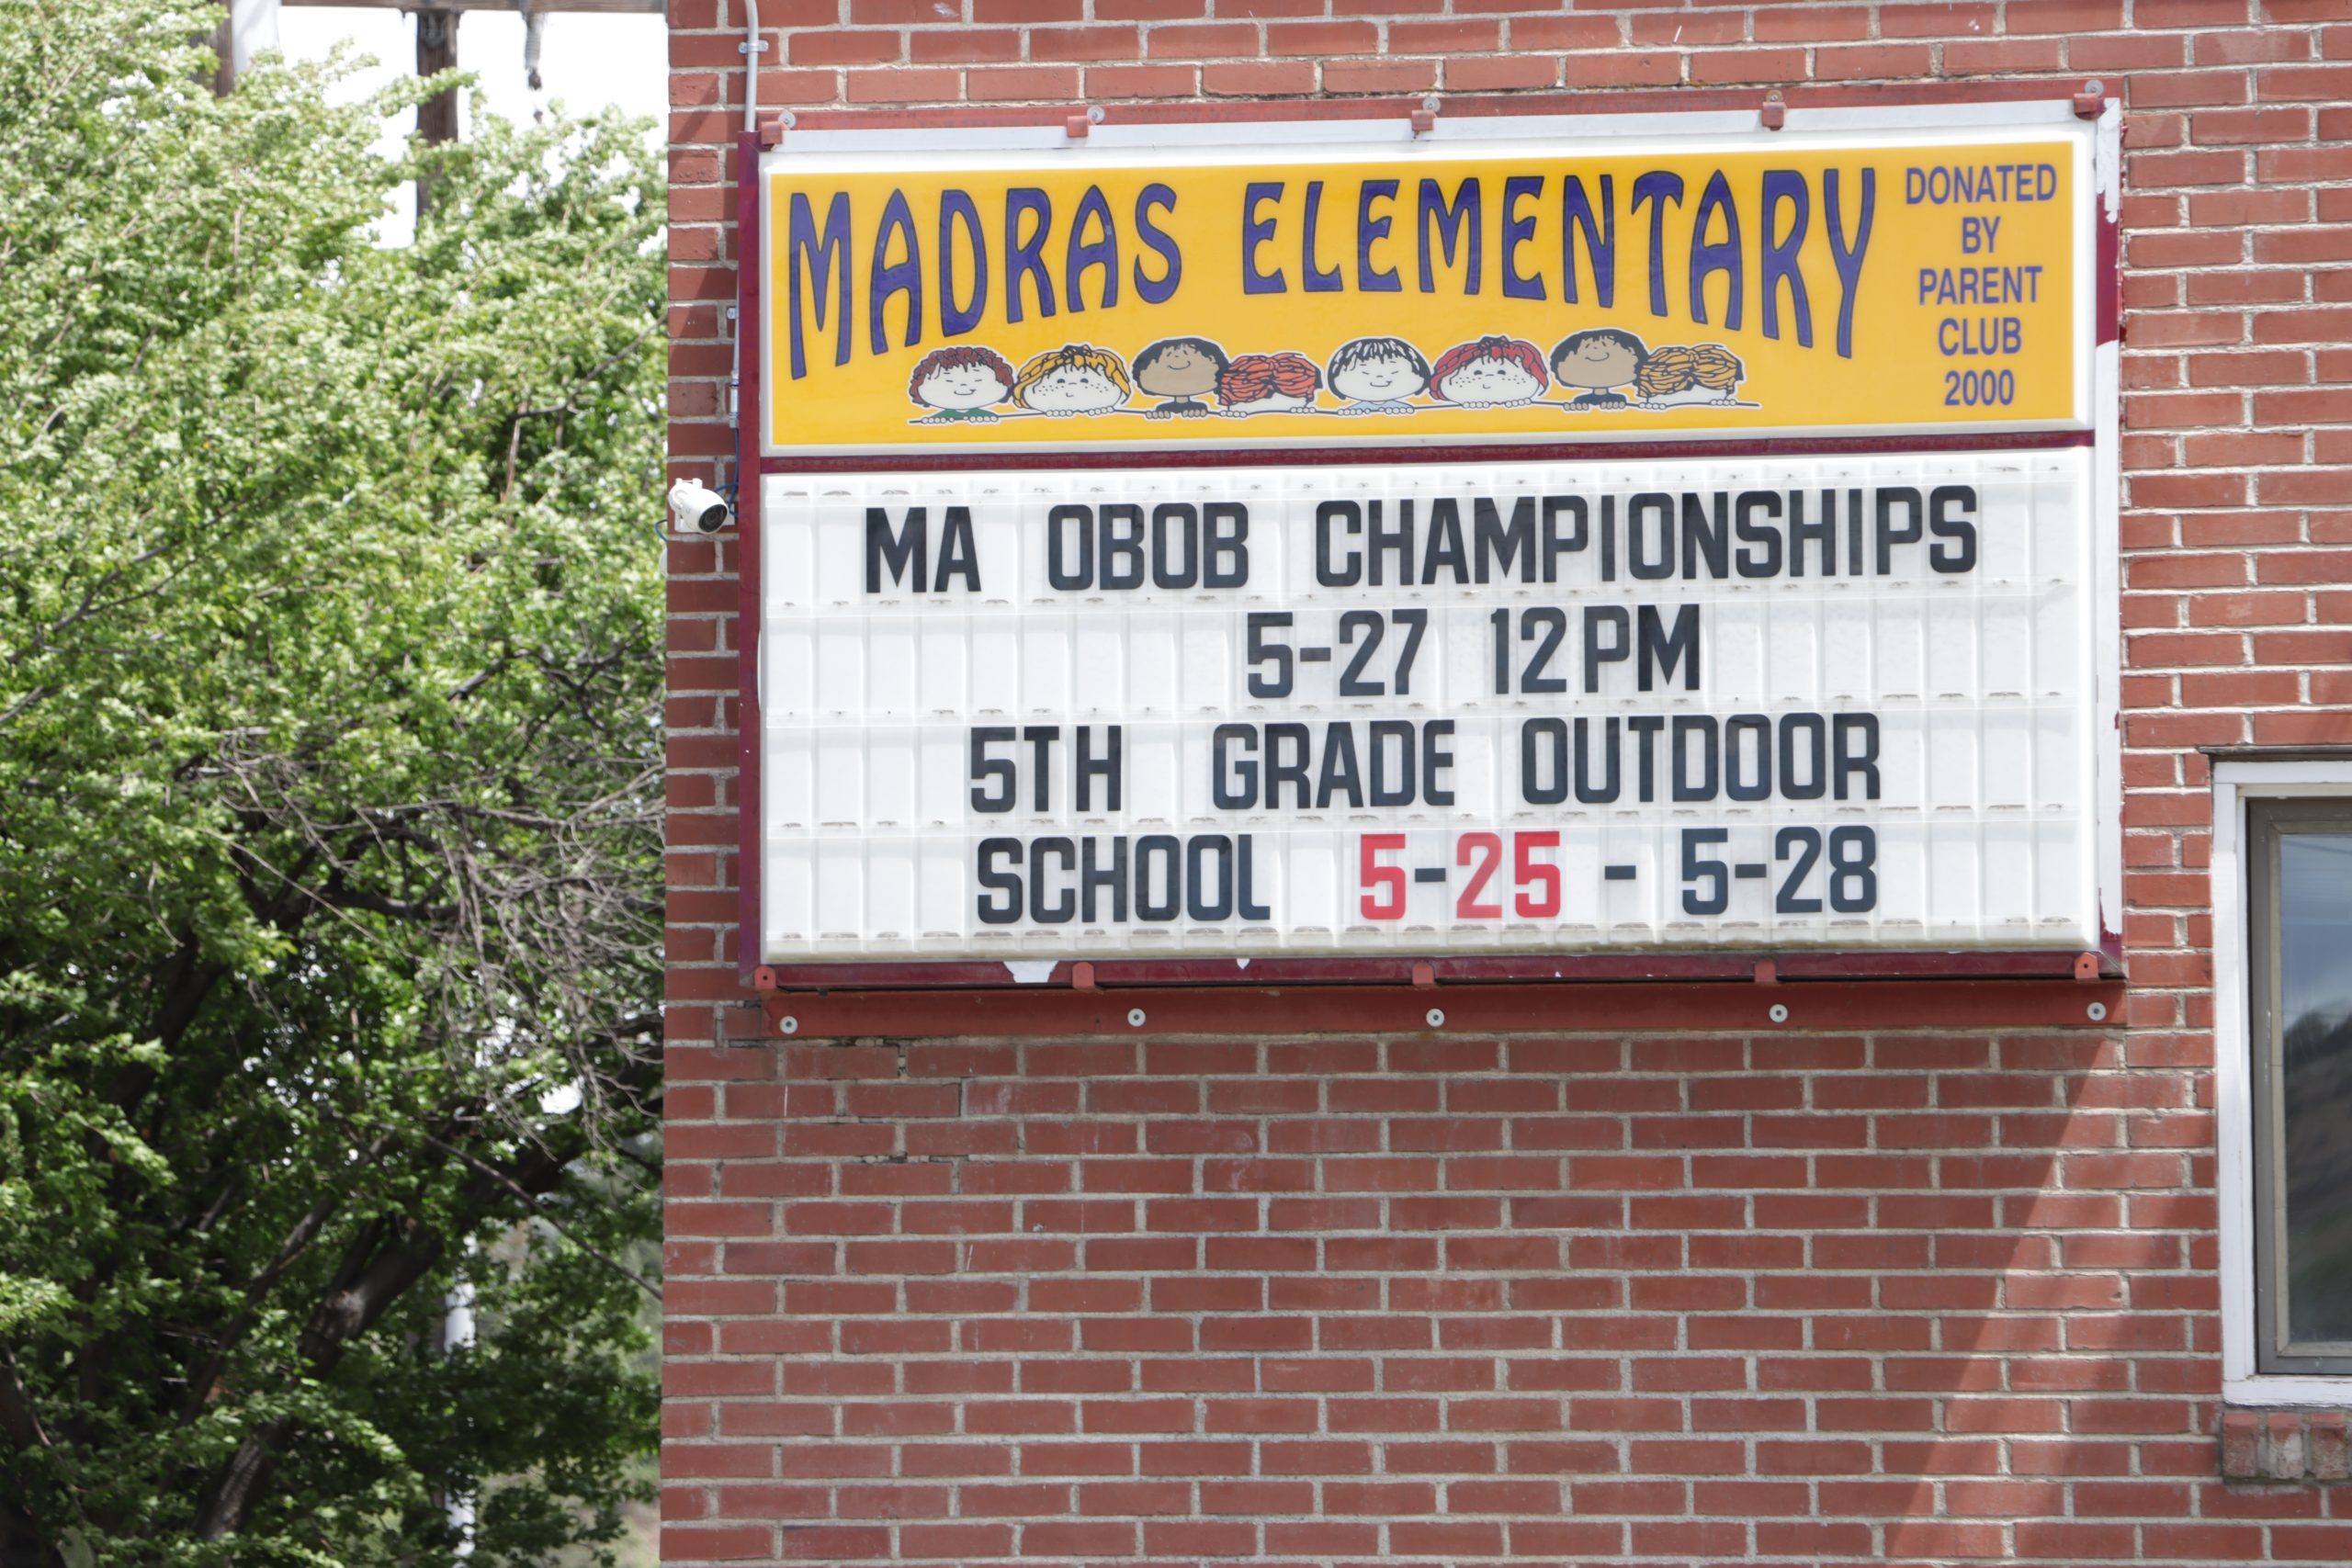 MADRAS ELEMENTARY
DONATED
BY
PARENT
CLUB
2000
MA OBOB CHAMPIONSHIPS
5-27 12PM
5TH GRADE OUTDOOR
SCHOOL 5-25 - 5-28